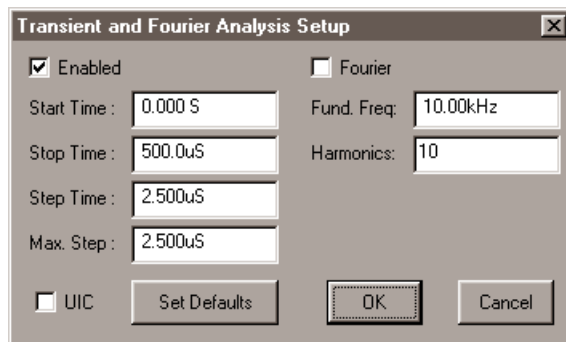 Transient and Fourier Analysis Setup
Enabled
Fourier
Start Time : 0.000 S
Fund. Freq: 10.00kHz
Stop Time : 500.0uS
Harmonics: 10
Step Time : 2.500uS
Max. Step : 2.500uS
UIC
Set Defaults
OK
Cancel